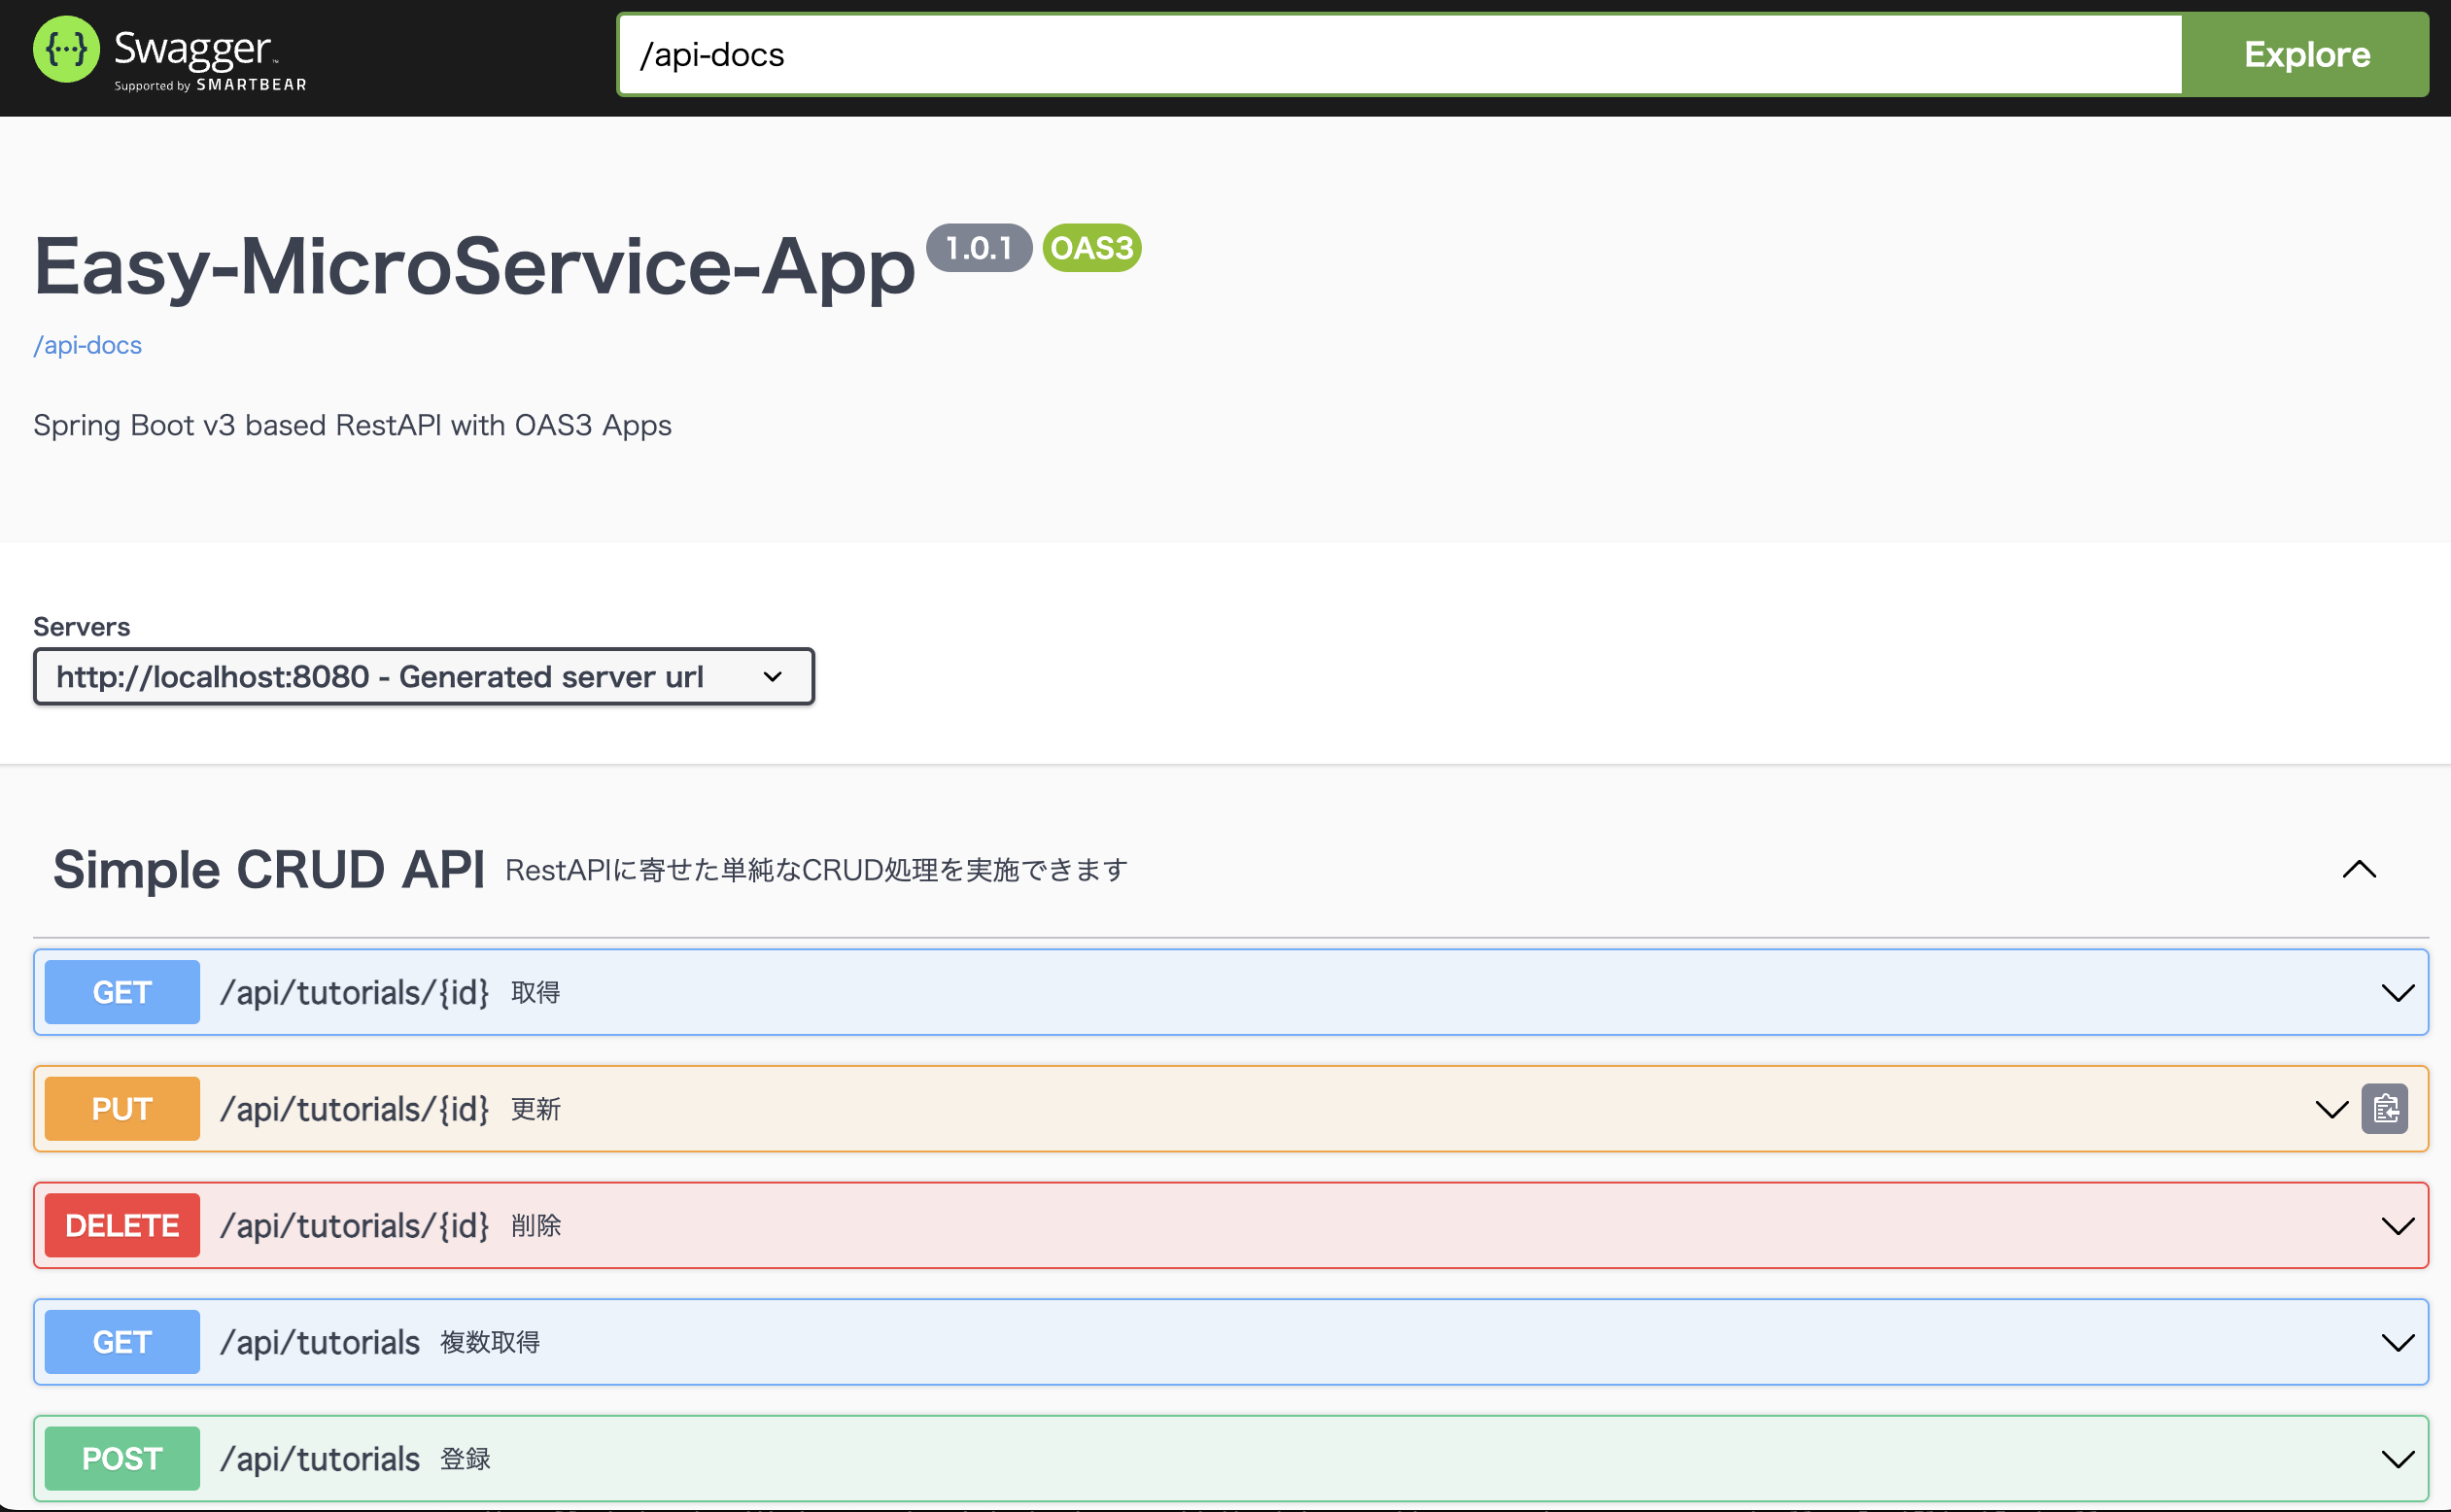 Swagger™
Supported by SMARTBEAR
/api-docs
Explore
Easy-MicroService-App 1.0.1 OAS3
/api-docs
Spring Boot v3 based RestAPI with OAS3 Apps
Servers
http://localhost:8080 - Generated server url
Simple CRUD API RestAPIに寄せた単純なCRUD処理を実施できます
GET /api/tutorials/{id} 取得
PUT /api/tutorials/{id} 更新
DELETE /api/tutorials/{id} 削除
GET /api/tutorials 複数取得
POST /api/tutorials 登録